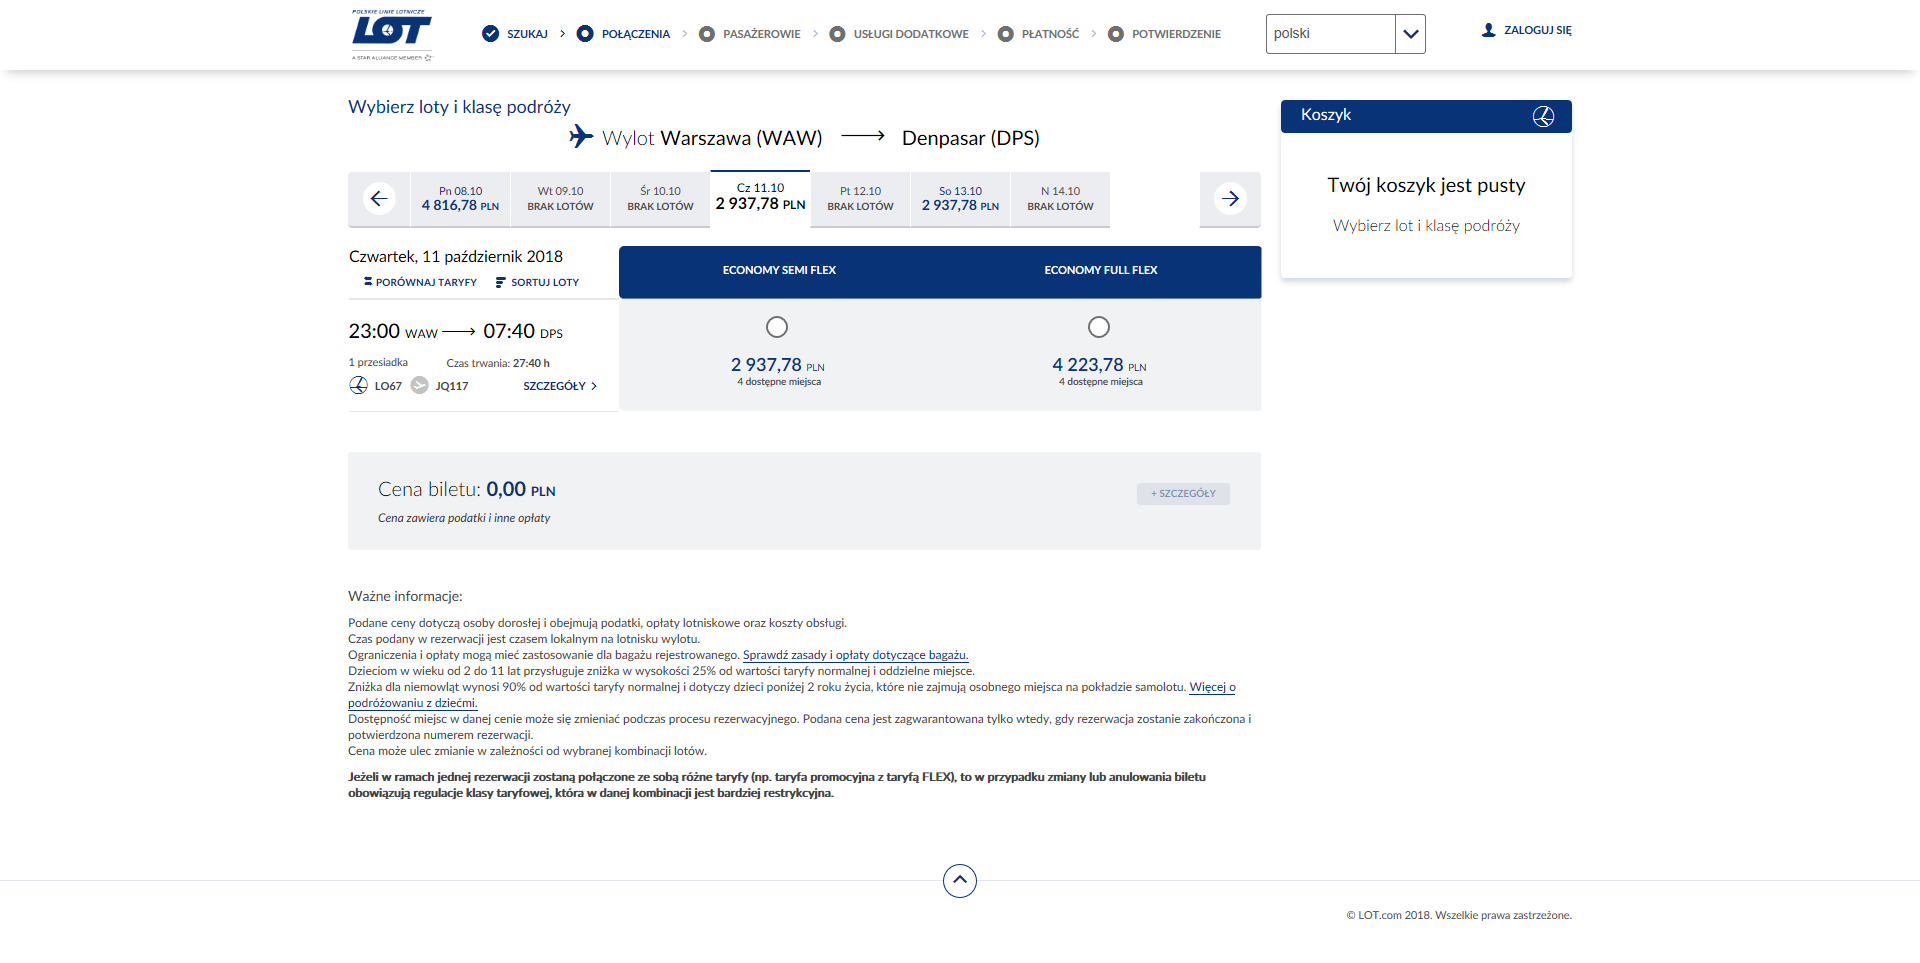 POLSKIE LINIE LOTNICZE
LOT
A STAR ALLIANCE MEMBER
SZUKAJ
POŁĄCZENIA
PASAŻEROWIE
USŁUGI DODATKOWE
PŁATNOŚĆ
POTWIERDZENIE
polski
ZALOGUJ SIĘ
Wybierz loty i klasę podróży
Wylot Warszawa (WAW) Denpasar (DPS)
Pn 08.10
4 816,78 PLN
Wt 09.10
BRAK LOTÓW
Śr 10.10
BRAK LOTÓW
Cz 11.10
2 937,78 PLN
Pt 12.10
BRAK LOTÓW
So 13.10
2 937,78 PLN
N 14.10
BRAK LOTÓW
Koszyk
Twój koszyk jest pusty
Wybierz lot i klasę podróży
Czwartek, 11 październik 2018
PORÓWNAJ TARYFY SORTUJ LOTY
ECONOMY SEMI FLEX
ECONOMY FULL FLEX
23:00 WAW 07:40 DPS
1 przesiadka Czas trwania: 27:40 h
LO67 JQ117 SZCZEGÓŁY
2 937,78 PLN
4 dostępne miejsca
4 223,78 PLN
4 dostępne miejsca
Cena biletu: 0,00 PLN
Cena zawiera podatki i inne opłaty
+ SZCZEGÓŁY
Ważne informacje:
Podane ceny dotyczą osoby dorosłej i obejmują podatki, opłaty lotniskowe oraz koszty obsługi.
Czas podany w rezerwacji jest czasem lokalnym na lotnisku wylotu.
Ograniczenia i opłaty mogą mieć zastosowanie dla bagażu rejestrowanego. Sprawdź zasady i opłaty dotyczące bagażu.
Dzieciom w wieku od 2 do 11 lat przysługuje zniżka w wysokości 25% od wartości taryfy normalnej i oddzielne miejsce.
Zniżka dla niemowląt wynosi 90% od wartości taryfy normalnej i dotyczy dzieci poniżej 2 roku życia, które nie zajmują osobnego miejsca na pokładzie samolotu. Więcej o
podróżowaniu z dziećmi.
Dostępność miejsc w danej cenie może się zmieniać podczas procesu rezerwacyjnego. Podana cena jest zagwarantowana tylko wtedy, gdy rezerwacja zostanie zakończona i
potwierdzona numerem rezerwacji.
Cena może ulec zmianie w zależności od wybranej kombinacji lotów.
Jeżeli w ramach jednej rezerwacji zostaną połączone ze sobą różne taryfy (np. taryfa promocyjna z taryfą FLEX), to w przypadku zmiany lub anulowania biletu
obowiązują regulacje klasy taryfowej, która w danej kombinacji jest bardziej restrykcyjna.
© LOT.com 2018. Wszelkie prawa zastrzeżone.